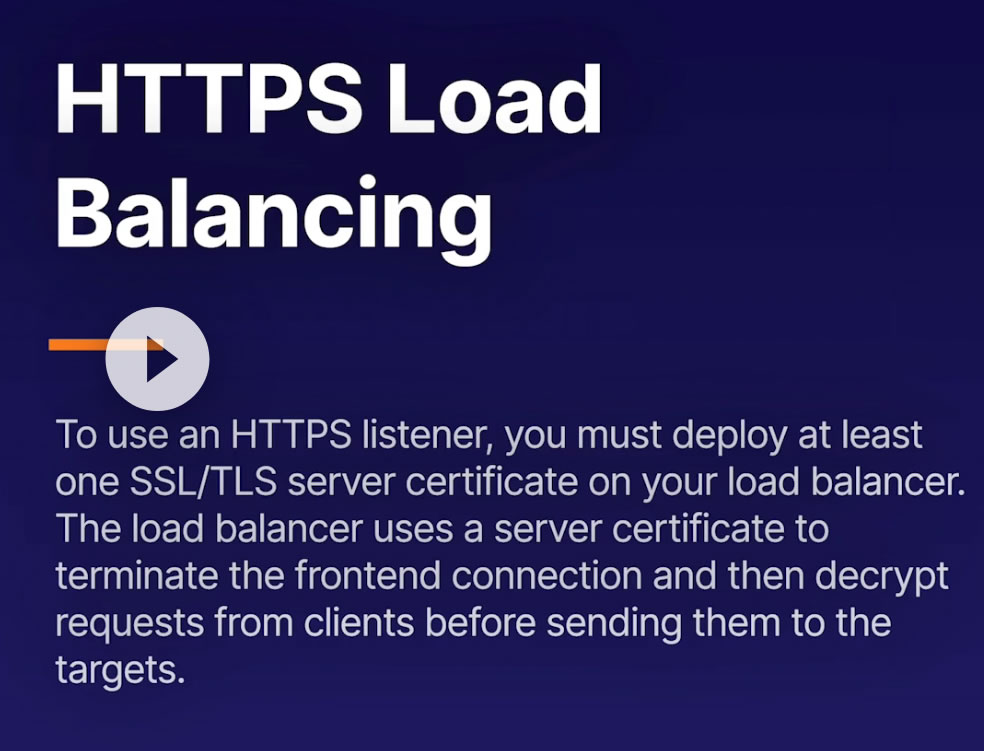 HTTPS Load
Balancing
To use an HTTPS listener, you must deploy at least
one SSL/TLS server certificate on your load balancer.
The load balancer uses a server certificate to
terminate the frontend connection and then decrypt
requests from clients before sending them to the
targets.